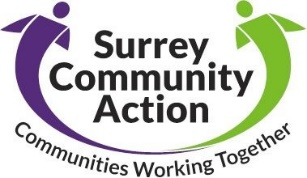 Surrey
Community
Action
Communities Working Together